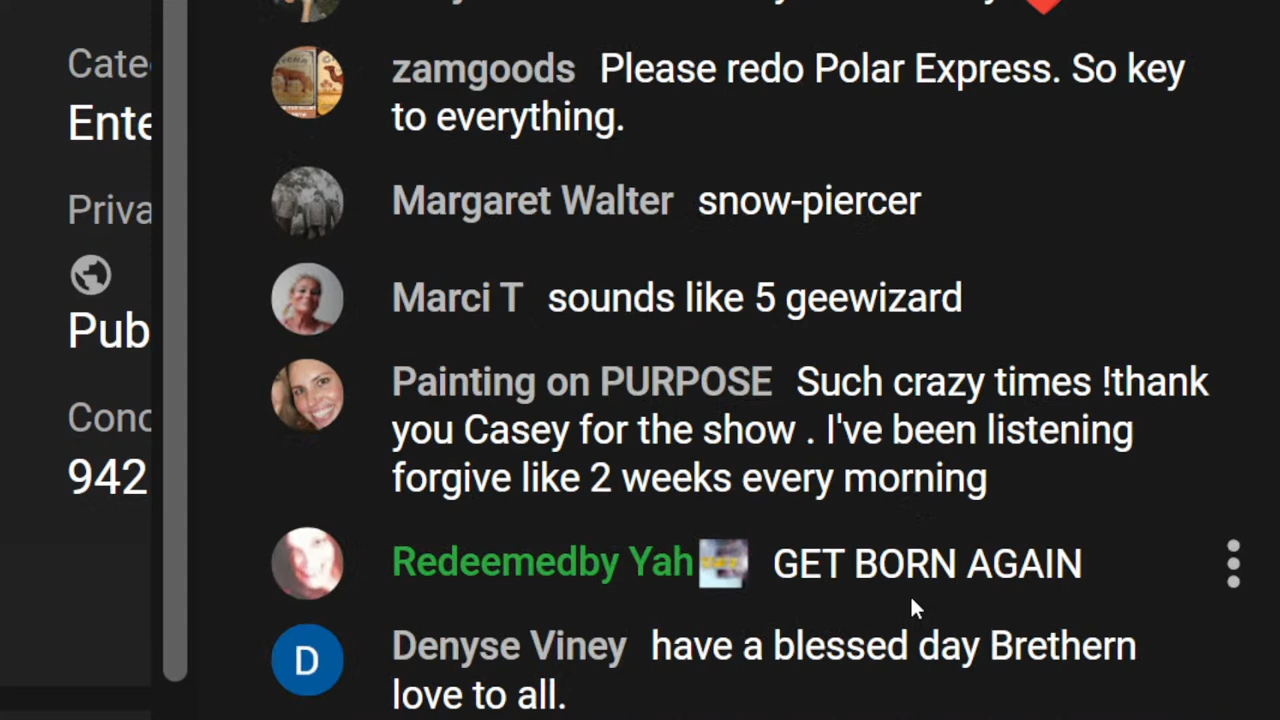 Cate
Ente
Priva
Pub
Conc
942
zamgoods Please redo Polar Express. So key
to everything.
Margaret Walter snow-piercer
Marci T sounds like 5 geewizard
Painting on PURPOSE Such crazy times !thank
you Casey for the show . I've been listening
forgive like 2 weeks every morning
Redeemedby Yah GET BORN AGAIN
D Denyse Viney have a blessed day Brethern
love to all.